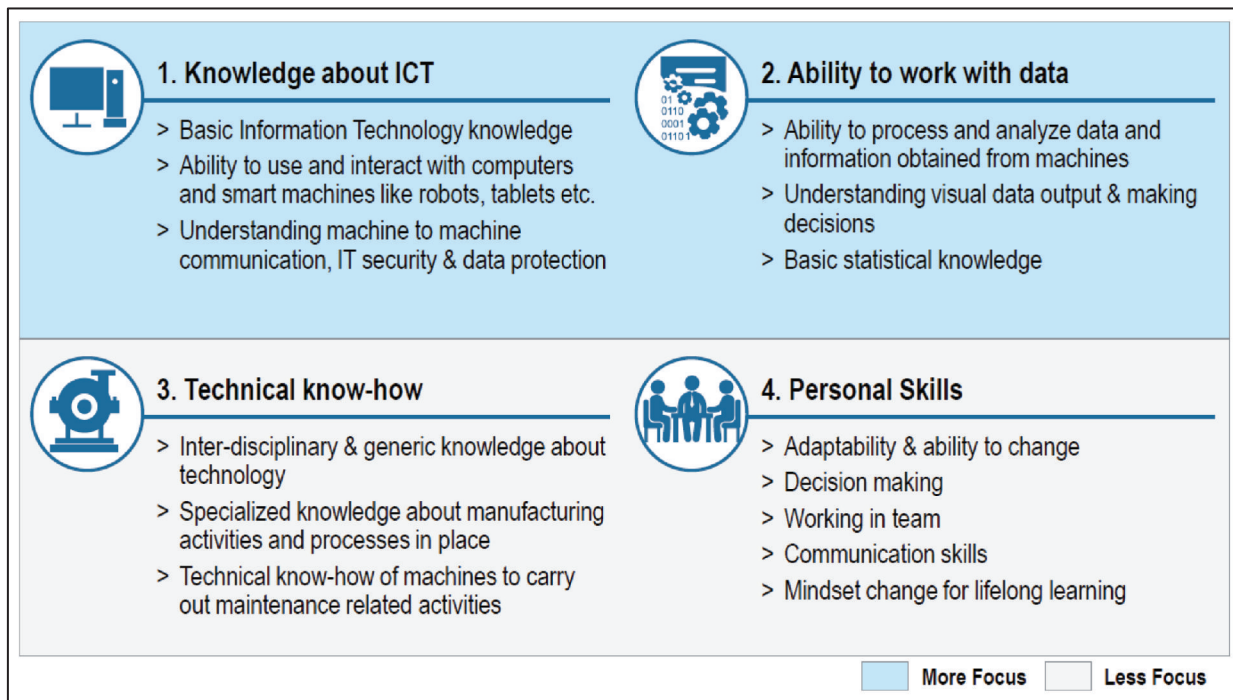 1. Knowledge about ICT
> Basic Information Technology knowledge
> Ability to use and interact with computers
and smart machines like robots, tablets etc.
> Understanding machine to machine
communication, IT security & data protection
2. Ability to work with data
01
0110
0001
01101
> Ability to process and analyze data and
information obtained from machines
> Understanding visual data output & making
decisions
> Basic statistical knowledge
3. Technical know-how
> Inter-disciplinary & generic knowledge about
technology
> Specialized knowledge about manufacturing
activities and processes in place
> Technical know-how of machines to carry
out maintenance related activities
4. Personal Skills
> Adaptability & ability to change
> Decision making
> Working in team
> Communication skills
> Mindset change for lifelong learning
More Focus
Less Focus